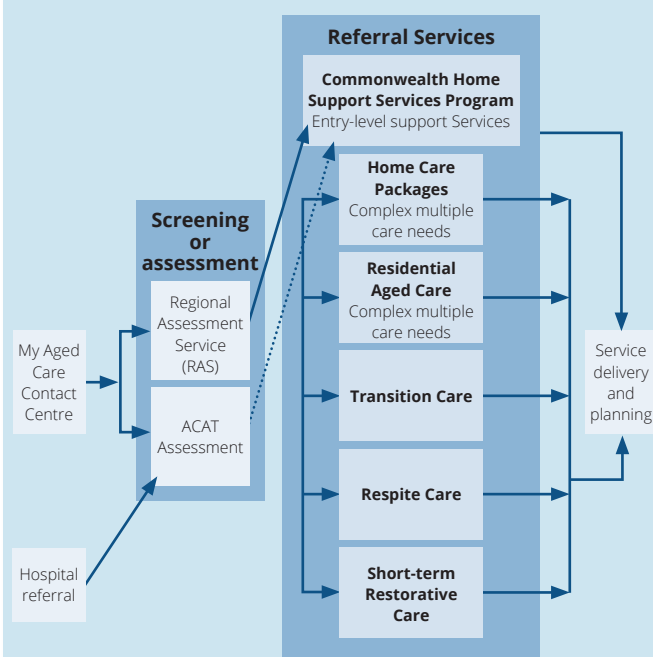 Referral Services
Commonwealth Home
Support Services Program
Entry-level support Services
Home Care
Packages
Complex multiple
care needs
Screening
or
assessment
Residential
Aged Care
Complex multiple
care needs
Regional
Assessment
Service
(RAS)
My Aged
Care
Contact
Centre
Service
delivery
and
planning
Transition Care
ACAT
Assessment
Respite Care
Hospital
referral
Short-term
Restorative
Care